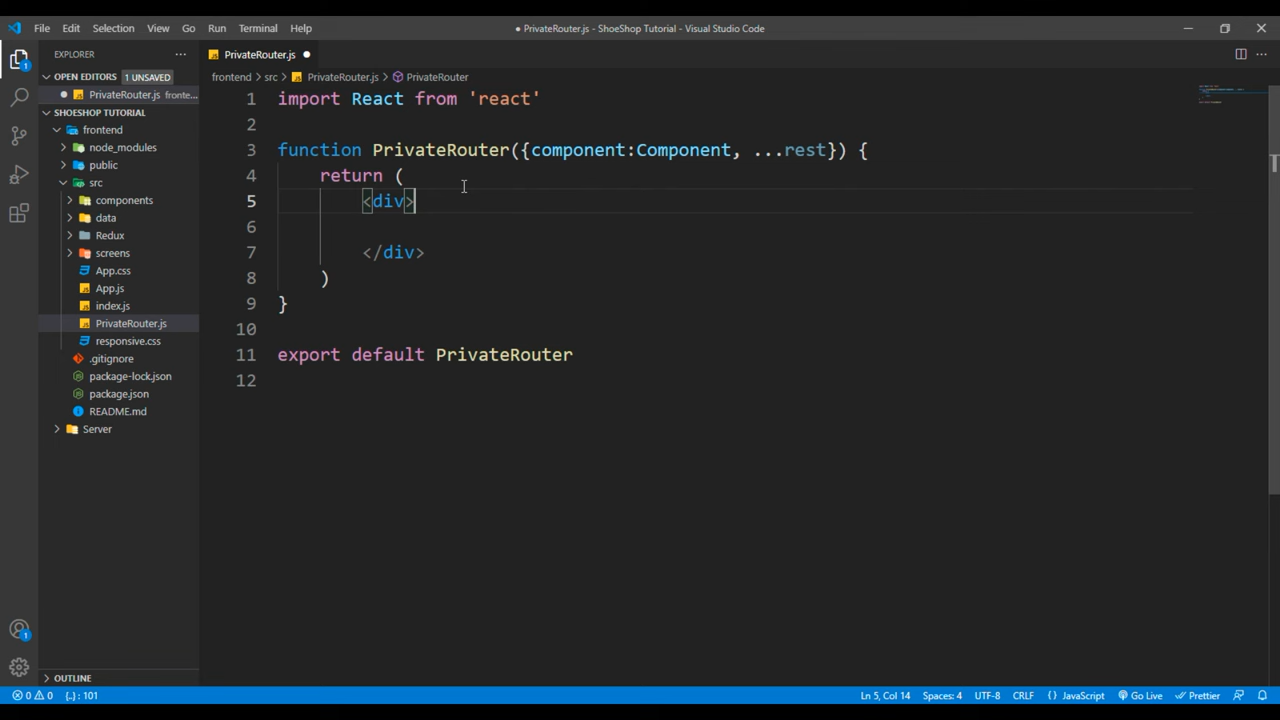 File Edit Selection View Go Run Terminal Help
● PrivateRouter.js - ShoeShop Tutorial - Visual Studio Code
EXPLORER
OPEN EDITORS 1 UNSAVED
PrivateRouter.js fronte...
SHOESHOP TUTORIAL
frontend
node_modules
public
src
components
data
Redux
screens
App.css
App.js
index.js
PrivateRouter.js
responsive.css
.gitignore
package-lock.json
package.json
README.md
Server
OUTLINE
PrivateRouter.js
frontend > src > PrivateRouter.js > PrivateRouter
1 import React from 'react'
2
3 function PrivateRouter({component:Component, ...rest}) {
4 return (
5 <div>
6
7 </div>
8 )
9 }
10
11 export default PrivateRouter
12
1
1
0 0 {..} : 101
Ln 5, Col 14 Spaces: 4 UTF-8 CRLF {} JavaScript Go Live Prettier